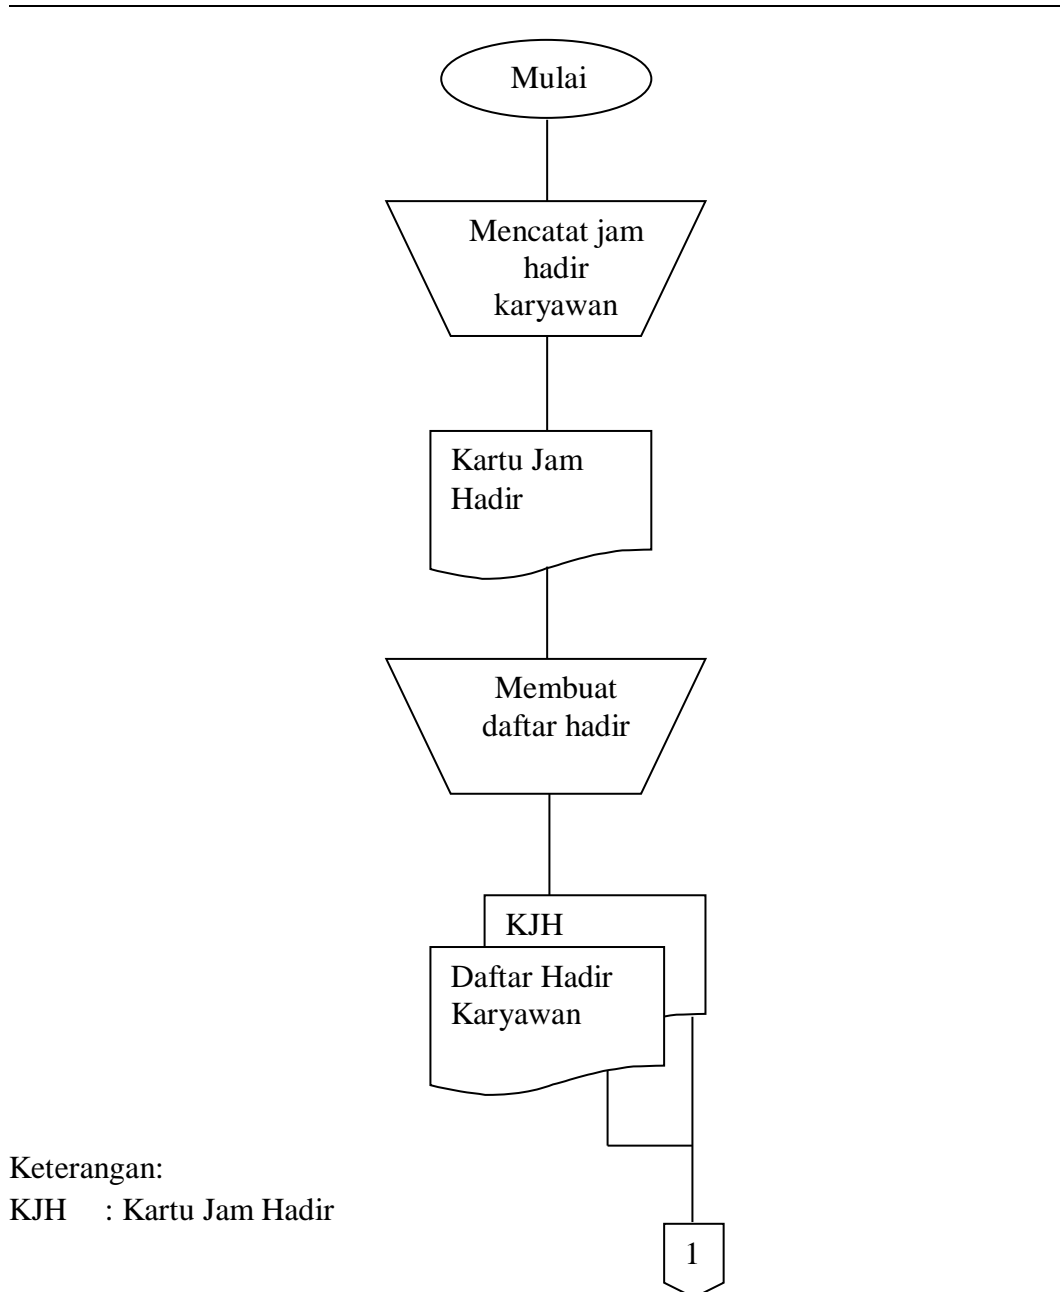 Mulai
Mencatat jam
hadir
karyawan
Kartu Jam
Hadir
Membuat
daftar hadir
KJH
Daftar Hadir
Karyawan
Keterangan:
KJH : Kartu Jam Hadir
1